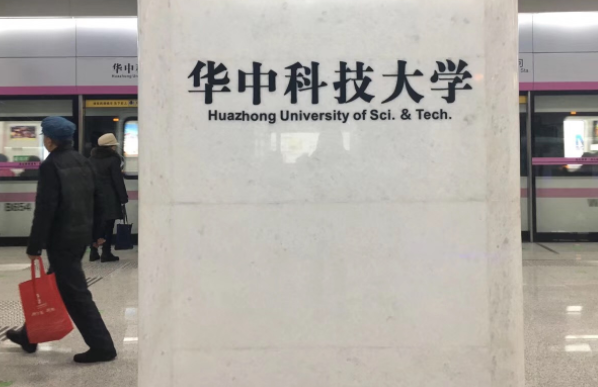 华中科技大学
Huazhong University of Sci. & Tech.